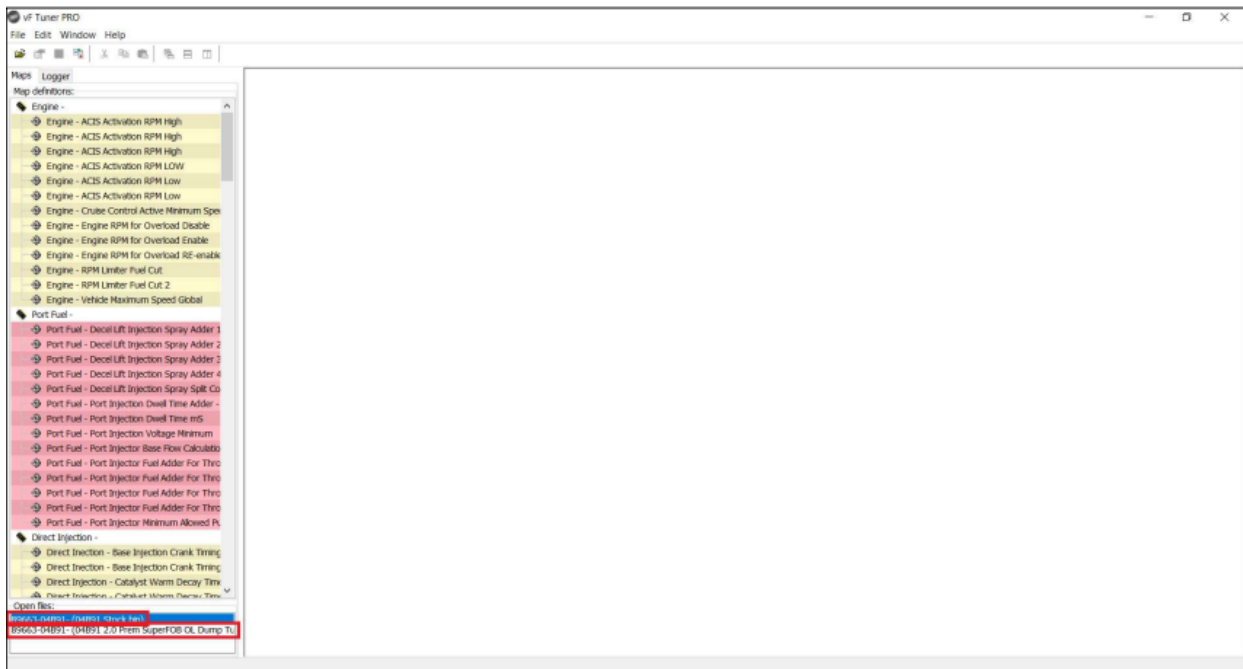 vF Tuner PRO
File Edit Window Help
Maps Logger
Map definitions:
Engine -
Engine - ACIS Activation RPM High
Engine - ACIS Activation RPM High
Engine - ACIS Activation RPM High
Engine - ACIS Activation RPM LOW
Engine - ACIS Activation RPM Low
Engine - ACIS Activation RPM Low
Engine - Cruise Control Active Minimum Spee
Engine - Engine RPM for Overload Disable
Engine - Engine RPM for Overload Enable
Engine - Engine RPM for Overload RE-enable
Engine - RPM Limiter Fuel Cut
Engine - RPM Limiter Fuel Cut 2
Engine - Vehicle Maximum Speed Global
Port Fuel -
Port Fuel - Decel Lift Injection Spray Adder 1
Port Fuel - Decel Lift Injection Spray Adder 2
Port Fuel - Decel Lift Injection Spray Adder 3
Port Fuel - Decel Lift Injection Spray Adder 4
Port Fuel - Decel Lift Injection Spray Split Co
Port Fuel - Port Injection Dwell Time Adder -
Port Fuel - Port Injection Dwell Time mS
Port Fuel - Port Injection Voltage Minimum
Port Fuel - Port Injector Base Flow Calculatio
Port Fuel - Port Injector Fuel Adder For Thro
Port Fuel - Port Injector Fuel Adder For Thro
Port Fuel - Port Injector Fuel Adder For Thro
Port Fuel - Port Injector Fuel Adder For Thro
Port Fuel - Port Injector Minimum Allowed Pu
Direct Injection -
Direct Inection - Base Injection Crank Timing
Direct Inection - Base Injection Crank Timing
Direct Injection - Catalyst Warm Decay Time
Direct Injection - Catalyst Warm Decay Time
Open files:
89663-04B91- (04B91 Stock.bin)
89663-04B91- (04B91 2.0 Prem SuperFOB OL Dump Tu